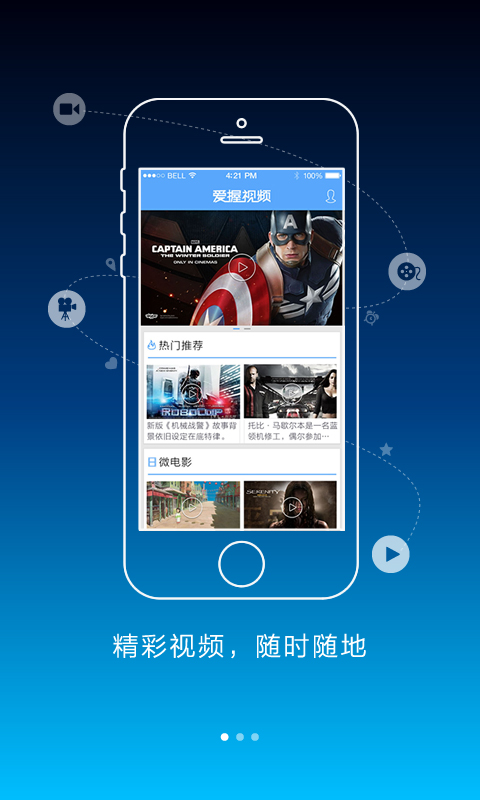 BELL 4:21 PM 100%
爱握视频
MARVEL
CAPTAIN AMERICA
THE WINTER SOLDIER
ONLY IN CINEMAS
热门推荐
ROBOCOP
新版《机械战警》故事背
景依旧设定在底特律。
托比·马歇尔本是一名蓝
领机修工，偶尔参加…
微电影
SERENITY
精彩视频，随时随地